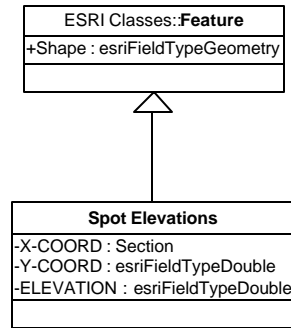 ESRI Classes::Feature
+Shape : esriFieldTypeGeometry
Spot Elevations
-X-COORD : Section
-Y-COORD : esriFieldTypeDouble
-ELEVATION : esriFieldTypeDouble